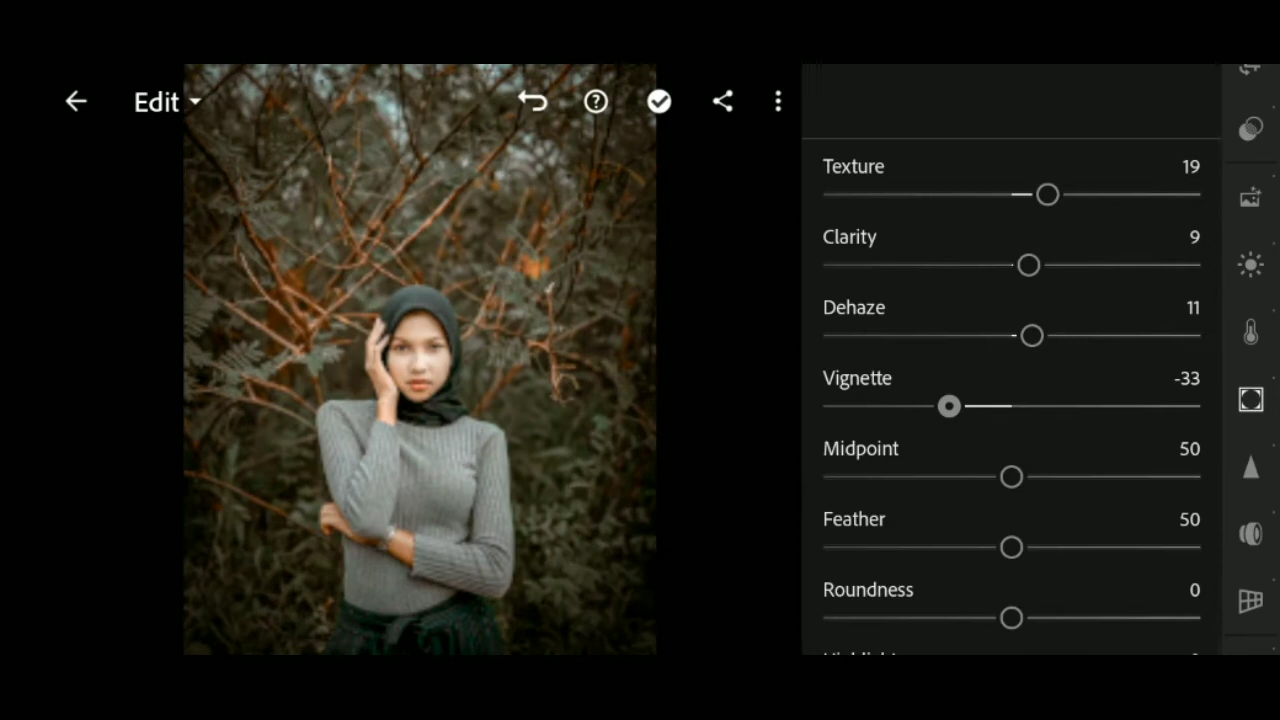 Edit
Texture 19
Clarity 9
Dehaze 11
Vignette -33
Midpoint 50
Feather 50
Roundness 0